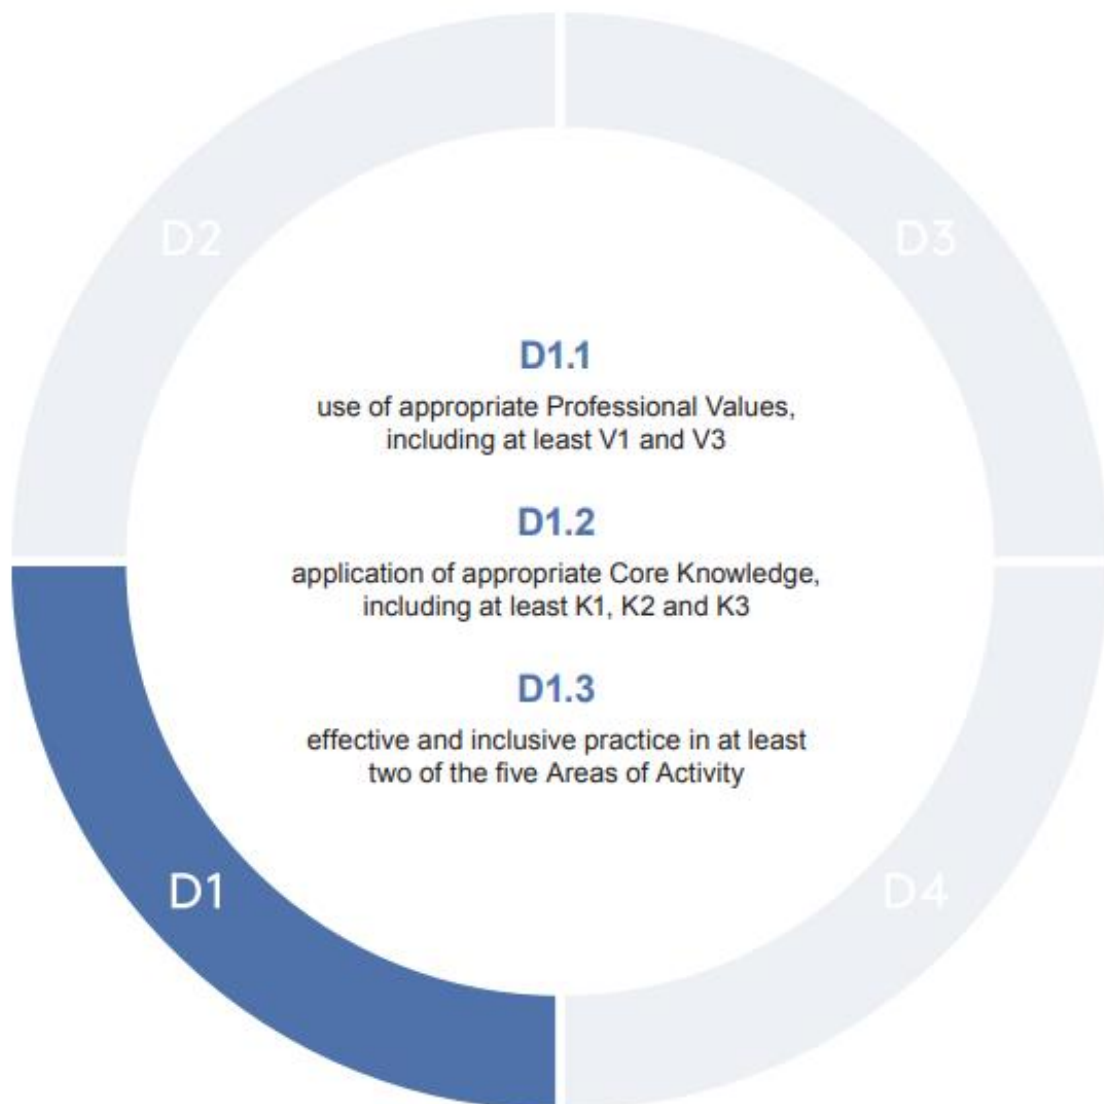 D2
D3
D1.1
use of appropriate Professional Values,
including at least V1 and V3
D1.2
application of appropriate Core Knowledge,
including at least K1, K2 and K3
D1.3
effective and inclusive practice in at least
two of the five Areas of Activity
D1
D4